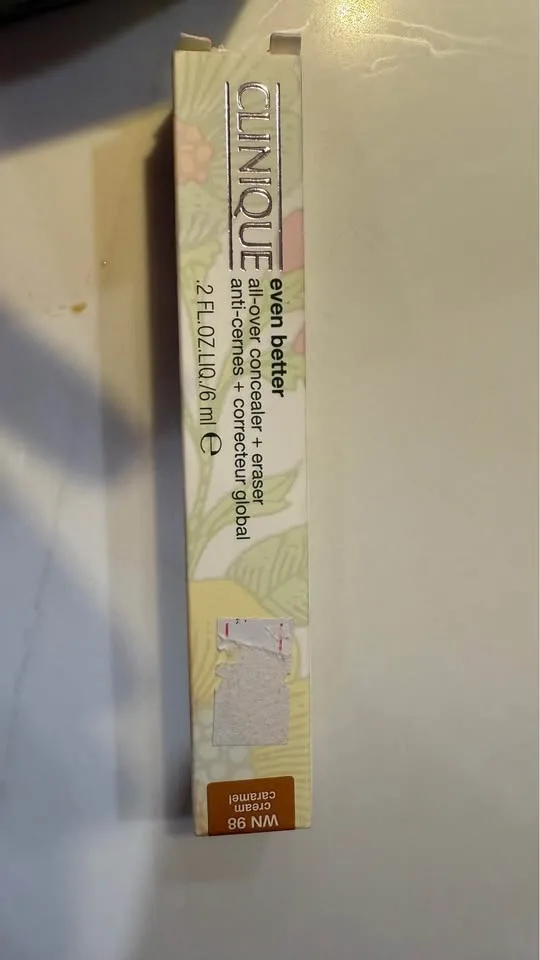 CLINIQUE
even better
all-over concealer + eraser
anti-cernes + correcteur global
.2 FL.OZ.LIQ./6 ml ℮
WN 98
cream
caramel